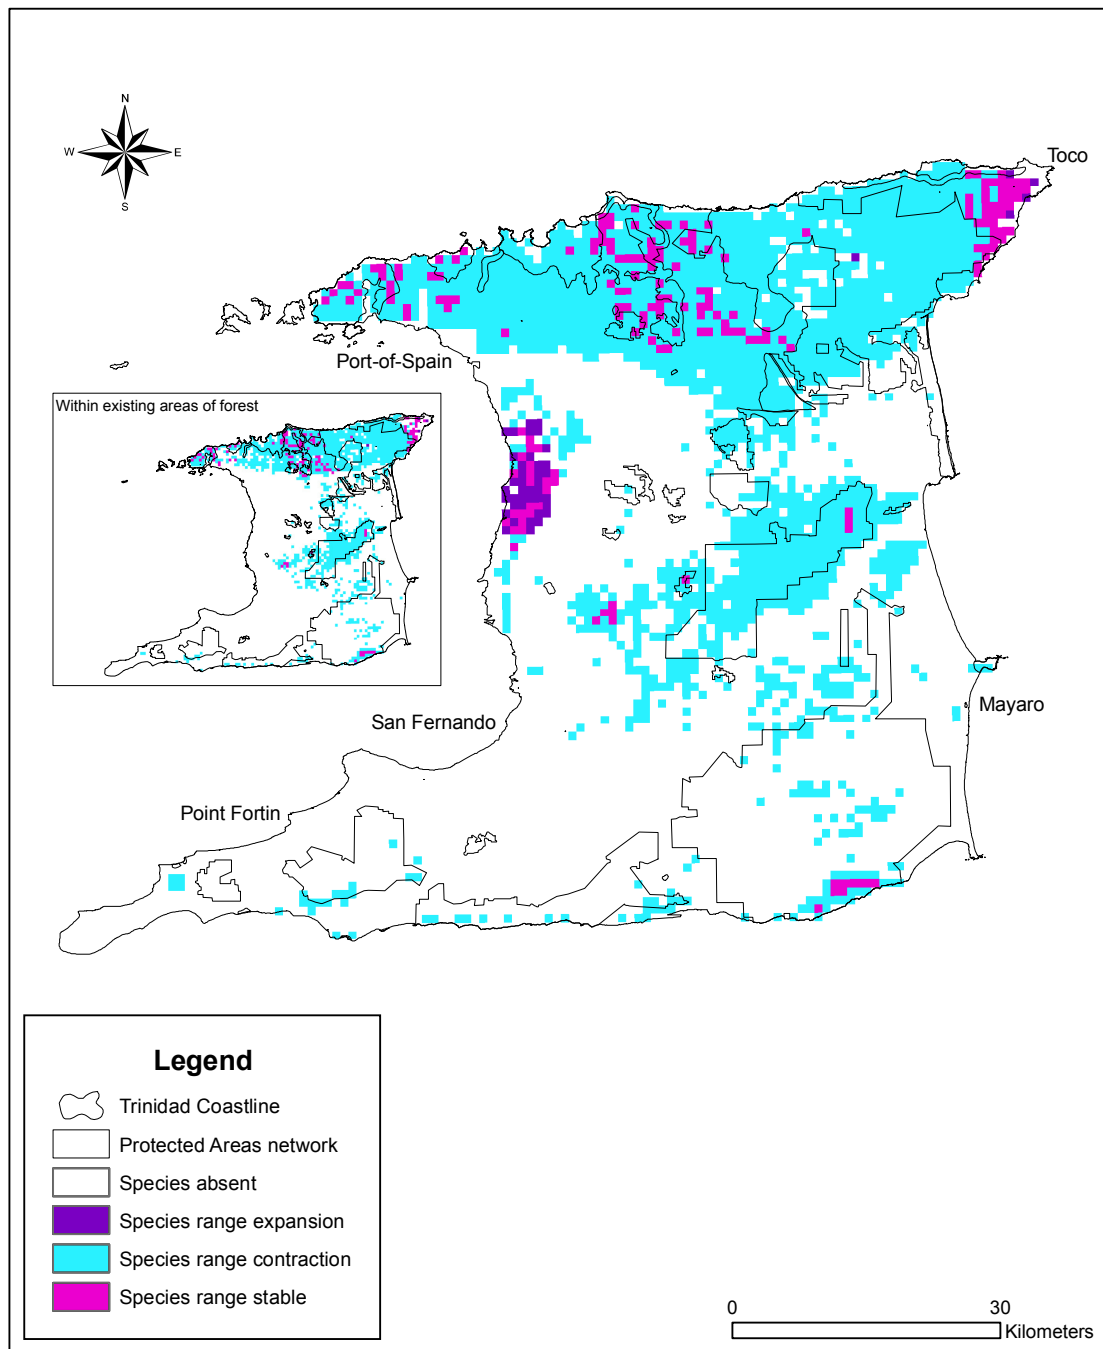 N
W E
S
Toco
Port-of-Spain
Within existing areas of forest
San Fernando
Mayaro
Point Fortin
Legend
Trinidad Coastline
Protected Areas network
Species absent
Species range expansion
Species range contraction
Species range stable
0 30
Kilometers